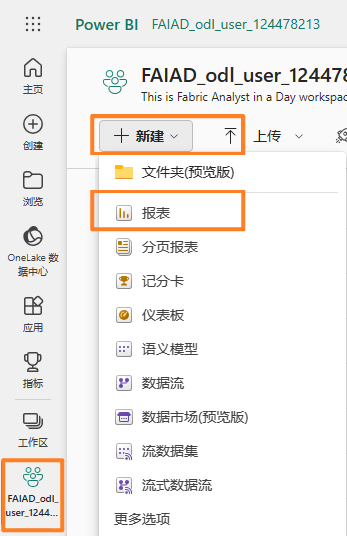 Power BI FAIAD_odl_user_124478213
FAIAD_odl_user_12447
This is Fabric Analyst in a Day workspa
新建
上传
主页
创建
浏览
OneLake 数
据中心
应用
指标
工作区
FAIAD_odl_
user_1244...
文件夹(预览版)
报表
分页报表
记分卡
仪表板
语义模型
数据流
数据市场(预览版)
流数据集
流式数据流
更多选项